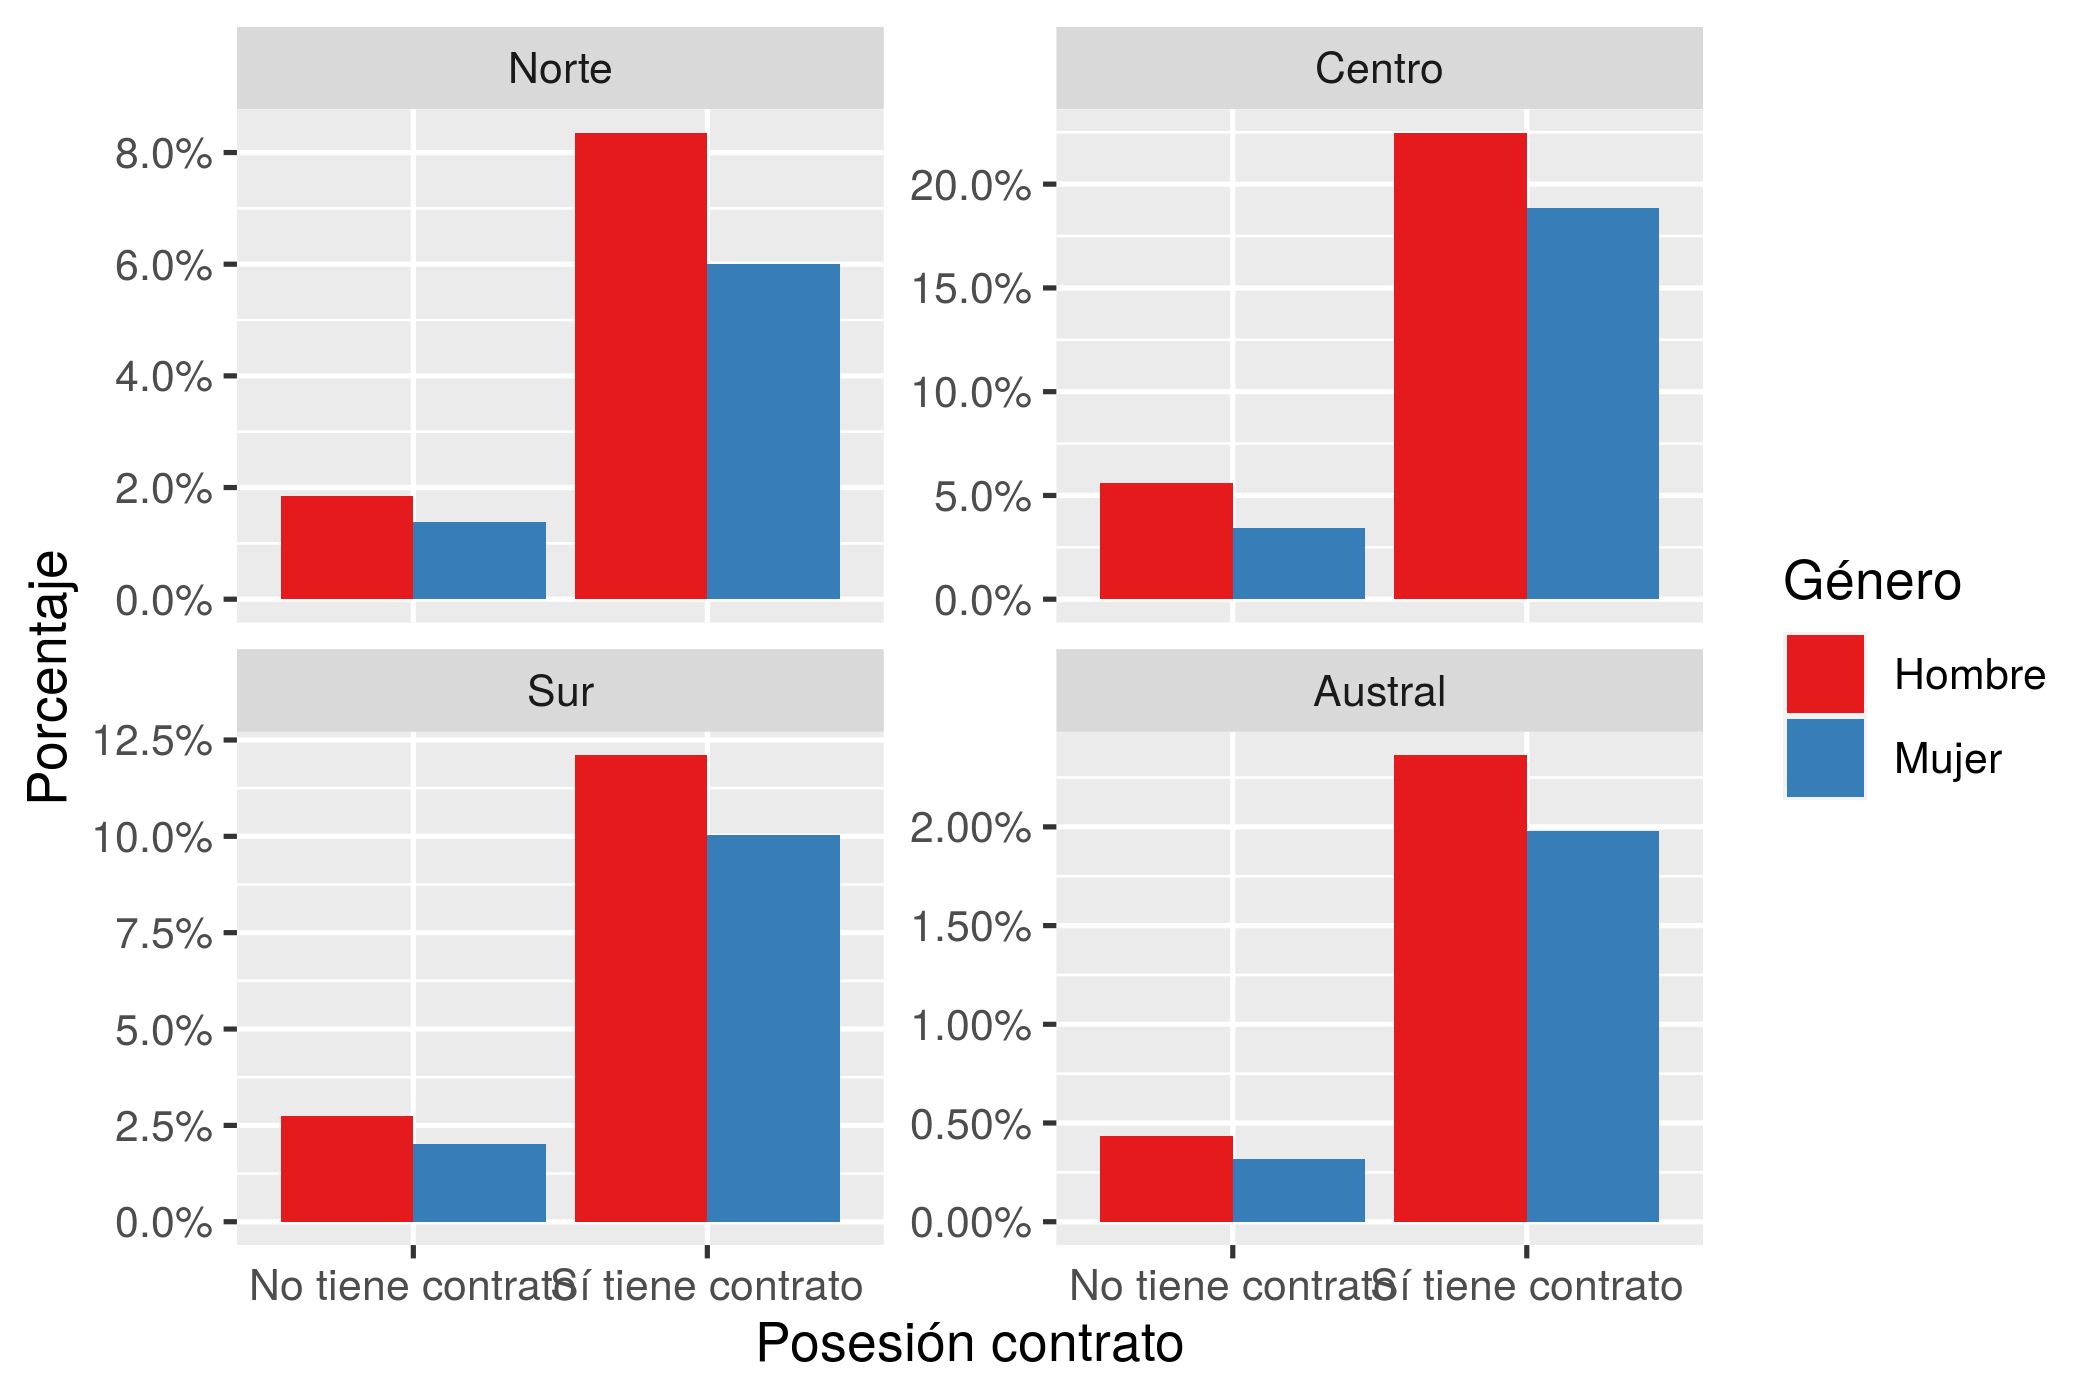 Norte
Centro
8.0%
6.0%
4.0%
2.0%
0.0%
20.0%
15.0%
10.0%
5.0%
0.0%
Porcentaje
Sur
Austral
12.5%
10.0%
7.5%
5.0%
2.5%
0.0%
2.00%
1.50%
1.00%
0.50%
0.00%
No tiene contrato
Sí tiene contrato
No tiene contrato
Sí tiene contrato
Posesión contrato
Género
Hombre
Mujer